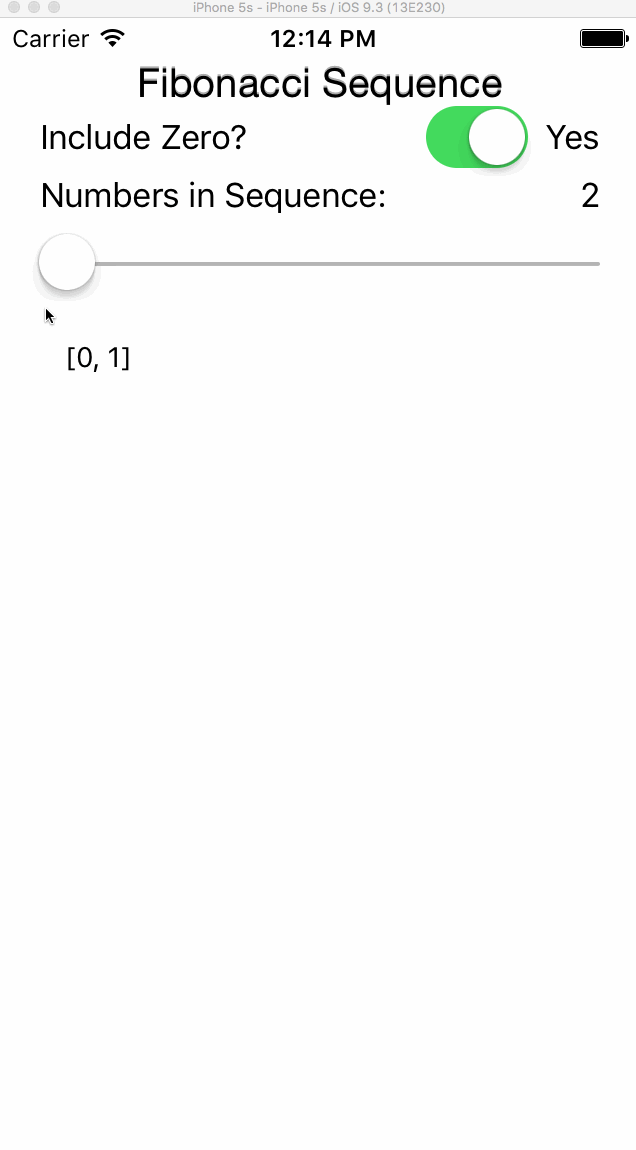 iPhone 5s - iPhone 5s / iOS 9.3 (13E230)
Carrier 12:14 PM
Fibonacci Sequence
Include Zero? Yes
Numbers in Sequence: 2
[0, 1]